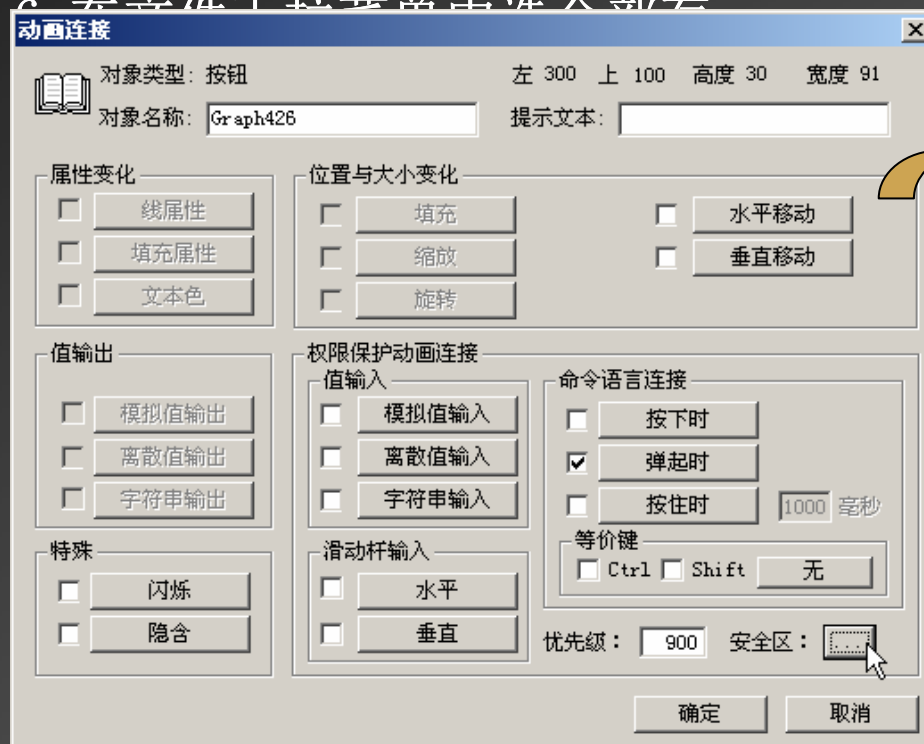 动画连接
对象类型: 按钮 左 300 上 100 高度 30 宽度 91
对象名称: Graph426 提示文本:
属性变化
线属性
填充属性
文本色
位置与大小变化
填充 水平移动
缩放 垂直移动
旋转
值输出
模拟值输出
离散值输出
字符串输出
特殊
闪烁
隐含
权限保护动画连接
值输入
模拟值输入
离散值输入
字符串输入
滑动杆输入
水平
垂直
命令语言连接
按下时
弹起时
按住时 1000 毫秒
等价键
Ctrl Shift 无
优先级: 900 安全区: ...
确定 取消